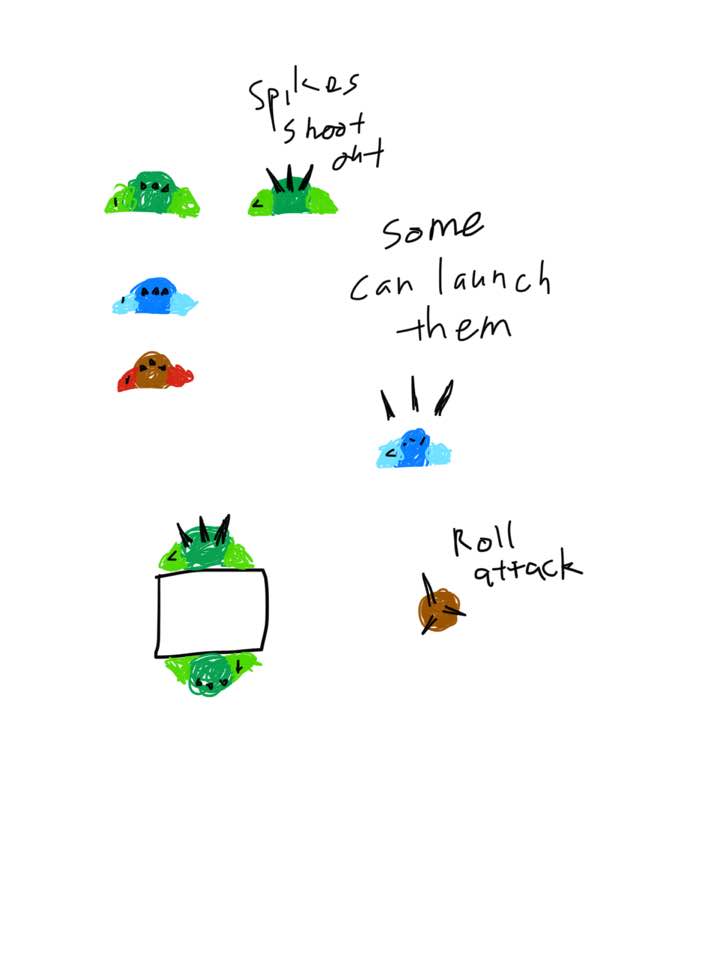 Spikes
shoot
out
Some
can launch
them
Roll
attack